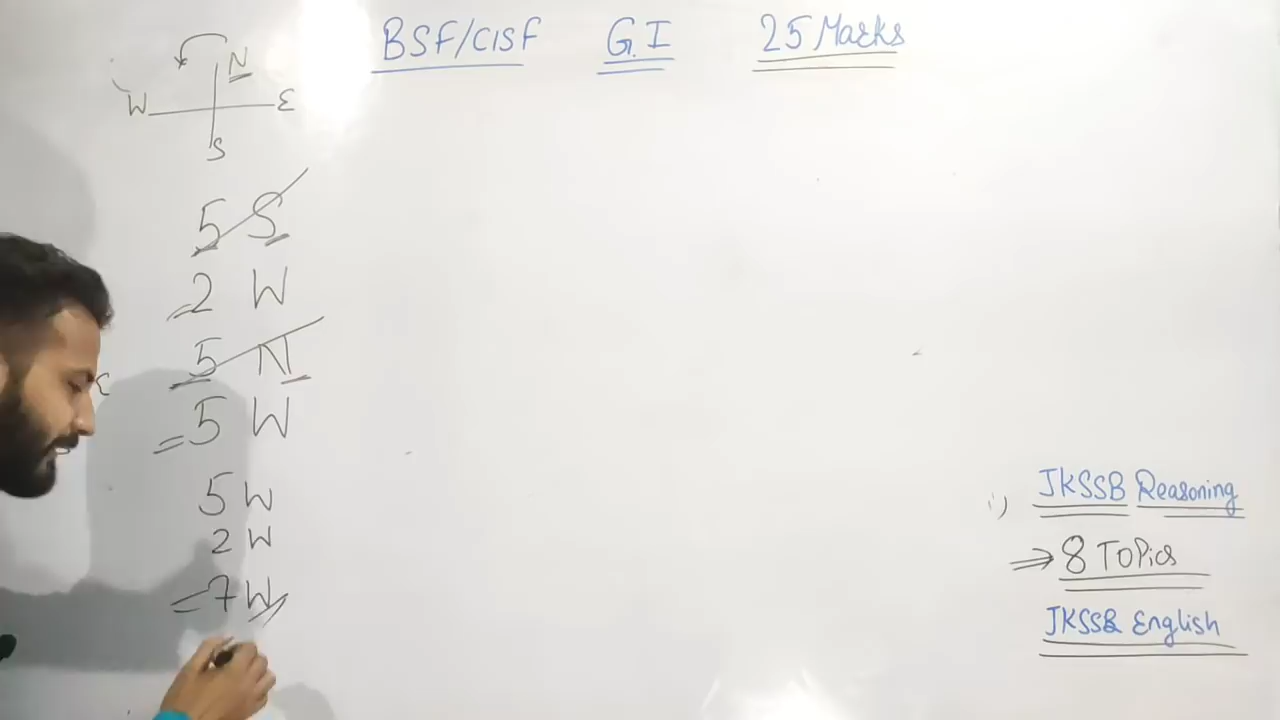 BSF/CISF G.I 25 Marks
N
W E
S
5 S
= 2 W
5 N
= 5 W
5 W
2 W
= 7 W
i) JKSSB Reasoning
⇒ 8 Topics
JKSSB English